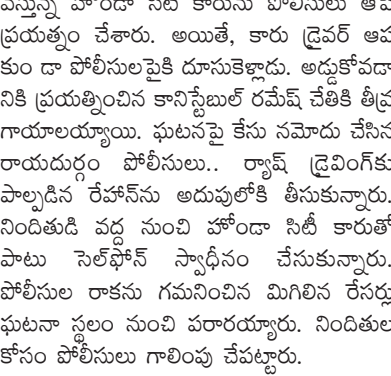 వస్తున్న హోండా సిటీ కారును పోలీసులు ఆపే
ప్రయత్నం చేశారు. అయితే, కారు డ్రైవర్ ఆప
కుం డా పోలీసులపైకి దూసుకెళ్లాడు. అడ్డుకోవడా
నికి ప్రయత్నించిన కానిస్టేబుల్ రమేష్ చేతికి తీవ్ర
గాయాలయ్యాయి. ఘటనపై కేసు నమోదు చేసిన
రాయదుర్గం పోలీసులు.. ర్యాష్ డ్రైవింగ్‌కు
పాల్పడిన రేహాన్‌ను అదుపులోకి తీసుకున్నారు.
నిందితుడి వద్ద నుంచి హోండా సిటీ కారుతో
పాటు సెల్‌ఫోన్ స్వాధీనం చేసుకున్నారు.
పోలీసుల రాకను గమనించిన మిగిలిన రేసర్లు
ఘటనా స్థలం నుంచి పరారయ్యారు. నిందితుల
కోసం పోలీసులు గాలింపు చేపట్టారు.